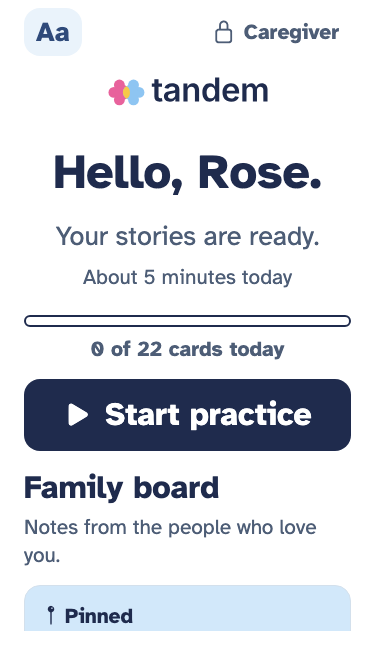 Aa
Caregiver
tandem
Hello, Rose.
Your stories are ready.
About 5 minutes today
0 of 22 cards today
Start practice
Family board
Notes from the people who love
you.
Pinned